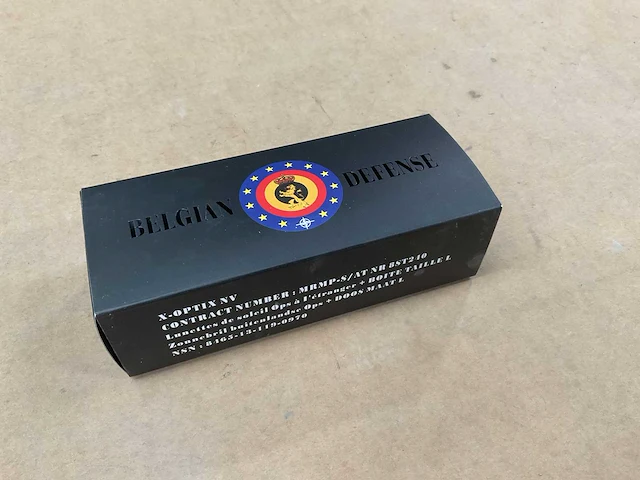 BELGIAN DEFENSE
X-OPTIX NV
CONTRACT NUMBER : MRMP-S/AT NR 8ST240
Lunettes de soleil Ops à l'étranger + BOITE TAILLE L
Zonnebril buitenlandse Ops + DOOS MAAT L
NSN : 8465-13-119-0970